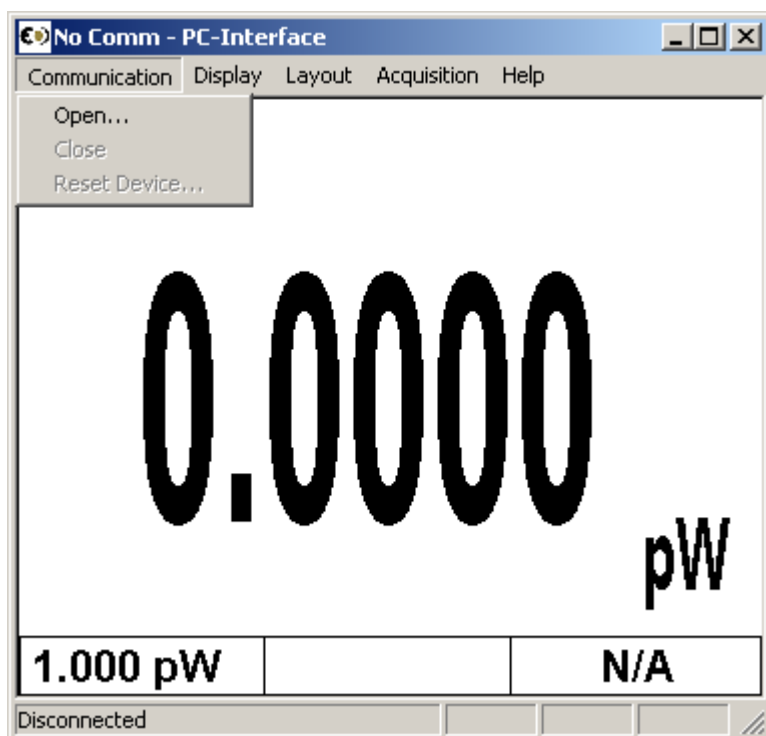 No Comm - PC-Interface
Communication Display Layout Acquisition Help
Open...
Close
Reset Device...
0.0000
pW
1.000 pW N/A
Disconnected